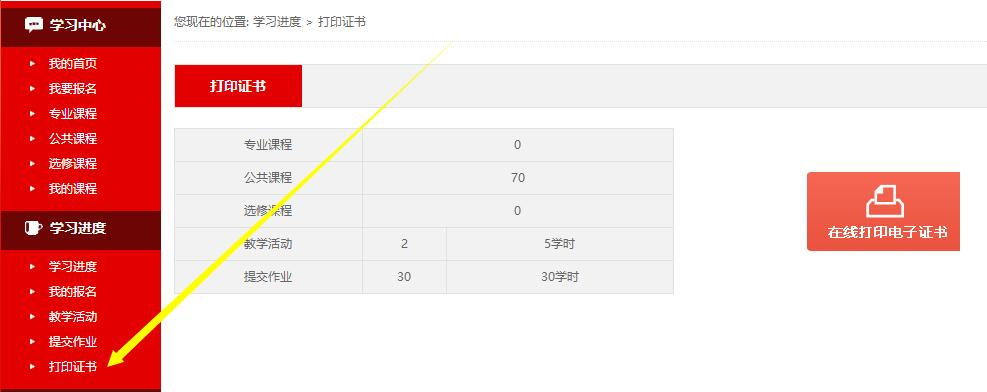 学习中心
我的首页
我要报名
专业课程
公共课程
选修课程
我的课程
学习进度
学习进度
我的报名
教学活动
提交作业
打印证书
您现在的位置: 学习进度 > 打印证书
打印证书
专业课程 0
公共课程 70
选修课程 0
教学活动 2 5学时
提交作业 30 30学时
在线打印电子证书